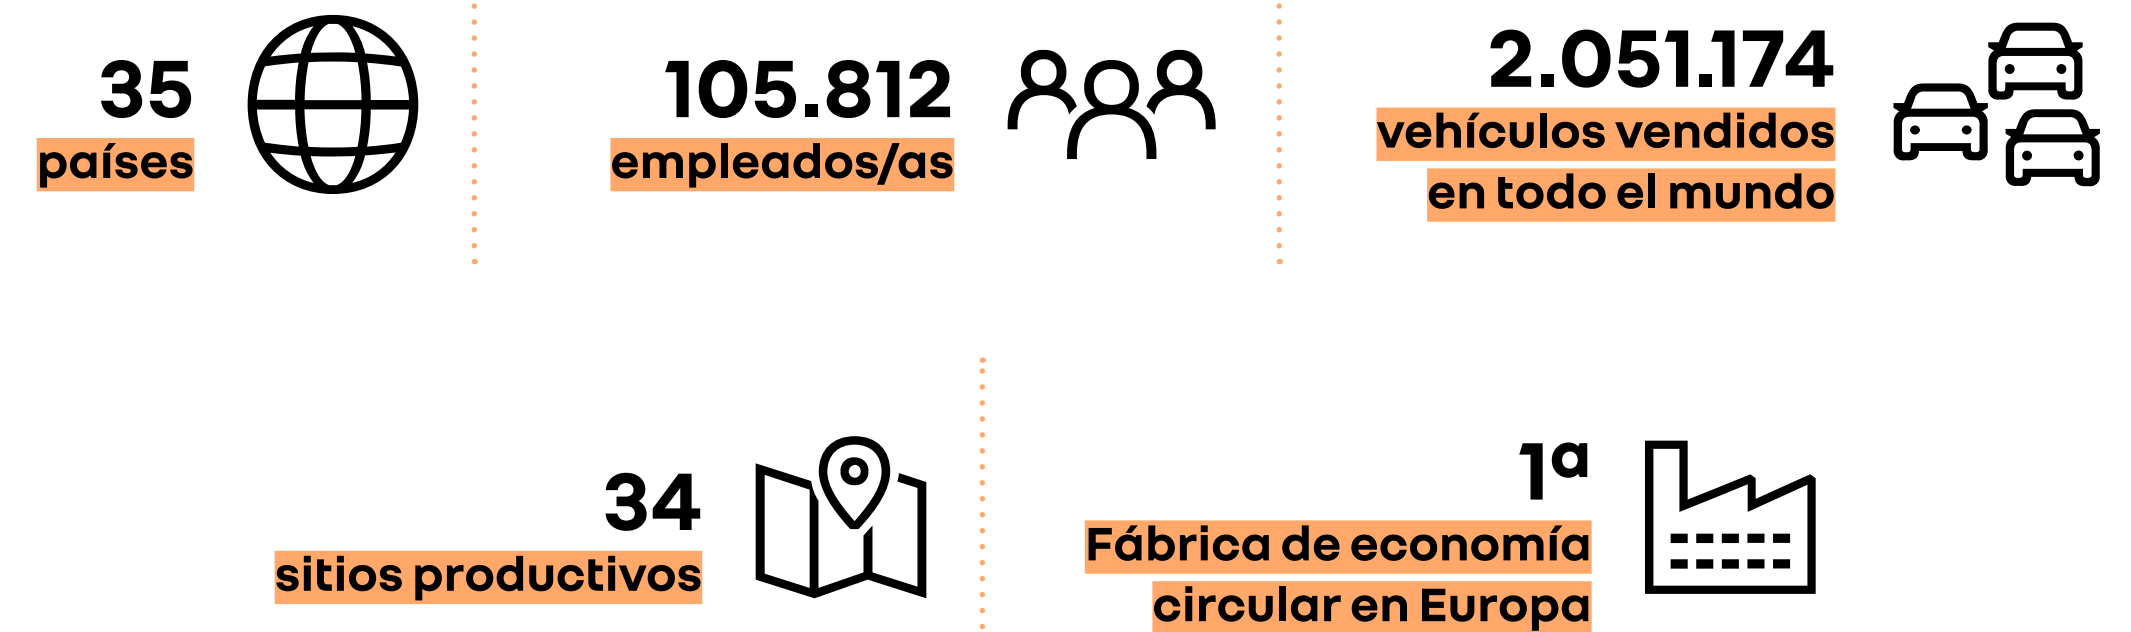 35
países
105.812
empleados/as
2.051.174
vehículos vendidos
en todo el mundo
34
sitios productivos
1ª
Fábrica de economía
circular en Europa